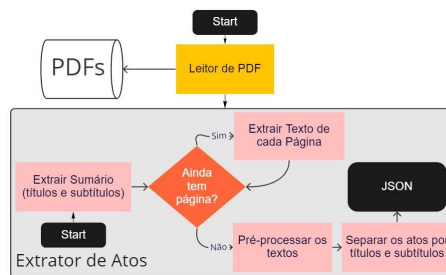 Start
PDFs
Leitor de PDF
Sim
Extrair Texto de
cada Página
Extrair Sumário
(títulos e subtítulos)
Ainda
tem
página?
JSON
Start
Não
Pré-processar os
textos
Separar os atos por
títulos e subtítulos
Extrator de Atos